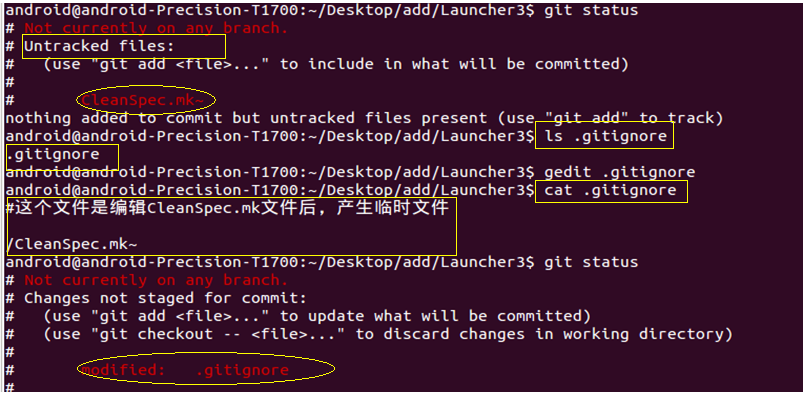 android@android-Precision-T1700:~/Desktop/add/Launcher3$ git status
# Not currently on any branch.
# Untracked files:
#   (use "git add <file>..." to include in what will be committed)
#
#       CleanSpec.mk~
nothing added to commit but untracked files present (use "git add" to track)
android@android-Precision-T1700:~/Desktop/add/Launcher3$ ls .gitignore
.gitignore
android@android-Precision-T1700:~/Desktop/add/Launcher3$ gedit .gitignore
android@android-Precision-T1700:~/Desktop/add/Launcher3$ cat .gitignore
#这个文件是编辑CleanSpec.mk文件后，产生临时文件
/CleanSpec.mk~
android@android-Precision-T1700:~/Desktop/add/Launcher3$ git status
# Not currently on any branch.
# Changes not staged for commit:
#   (use "git add <file>..." to update what will be committed)
#   (use "git checkout -- <file>..." to discard changes in working directory)
#
#       modified:   .gitignore
#